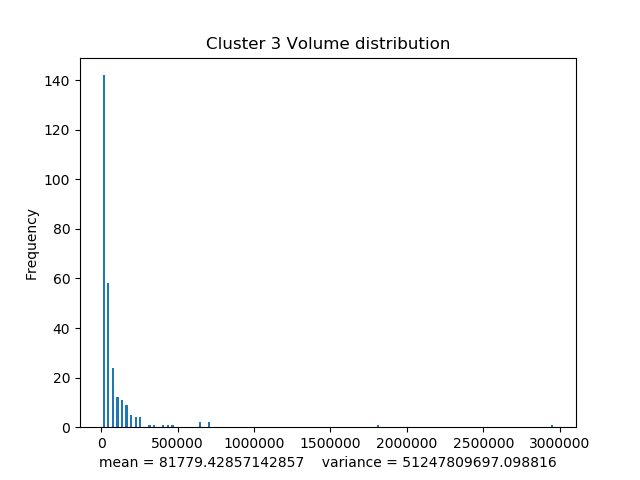 Cluster 3 Volume distribution
140
120
100
80
60
40
20
0
Frequency
0 500000 1000000 1500000 2000000 2500000 3000000
mean = 81779.42857142857 variance = 51247809697.098816